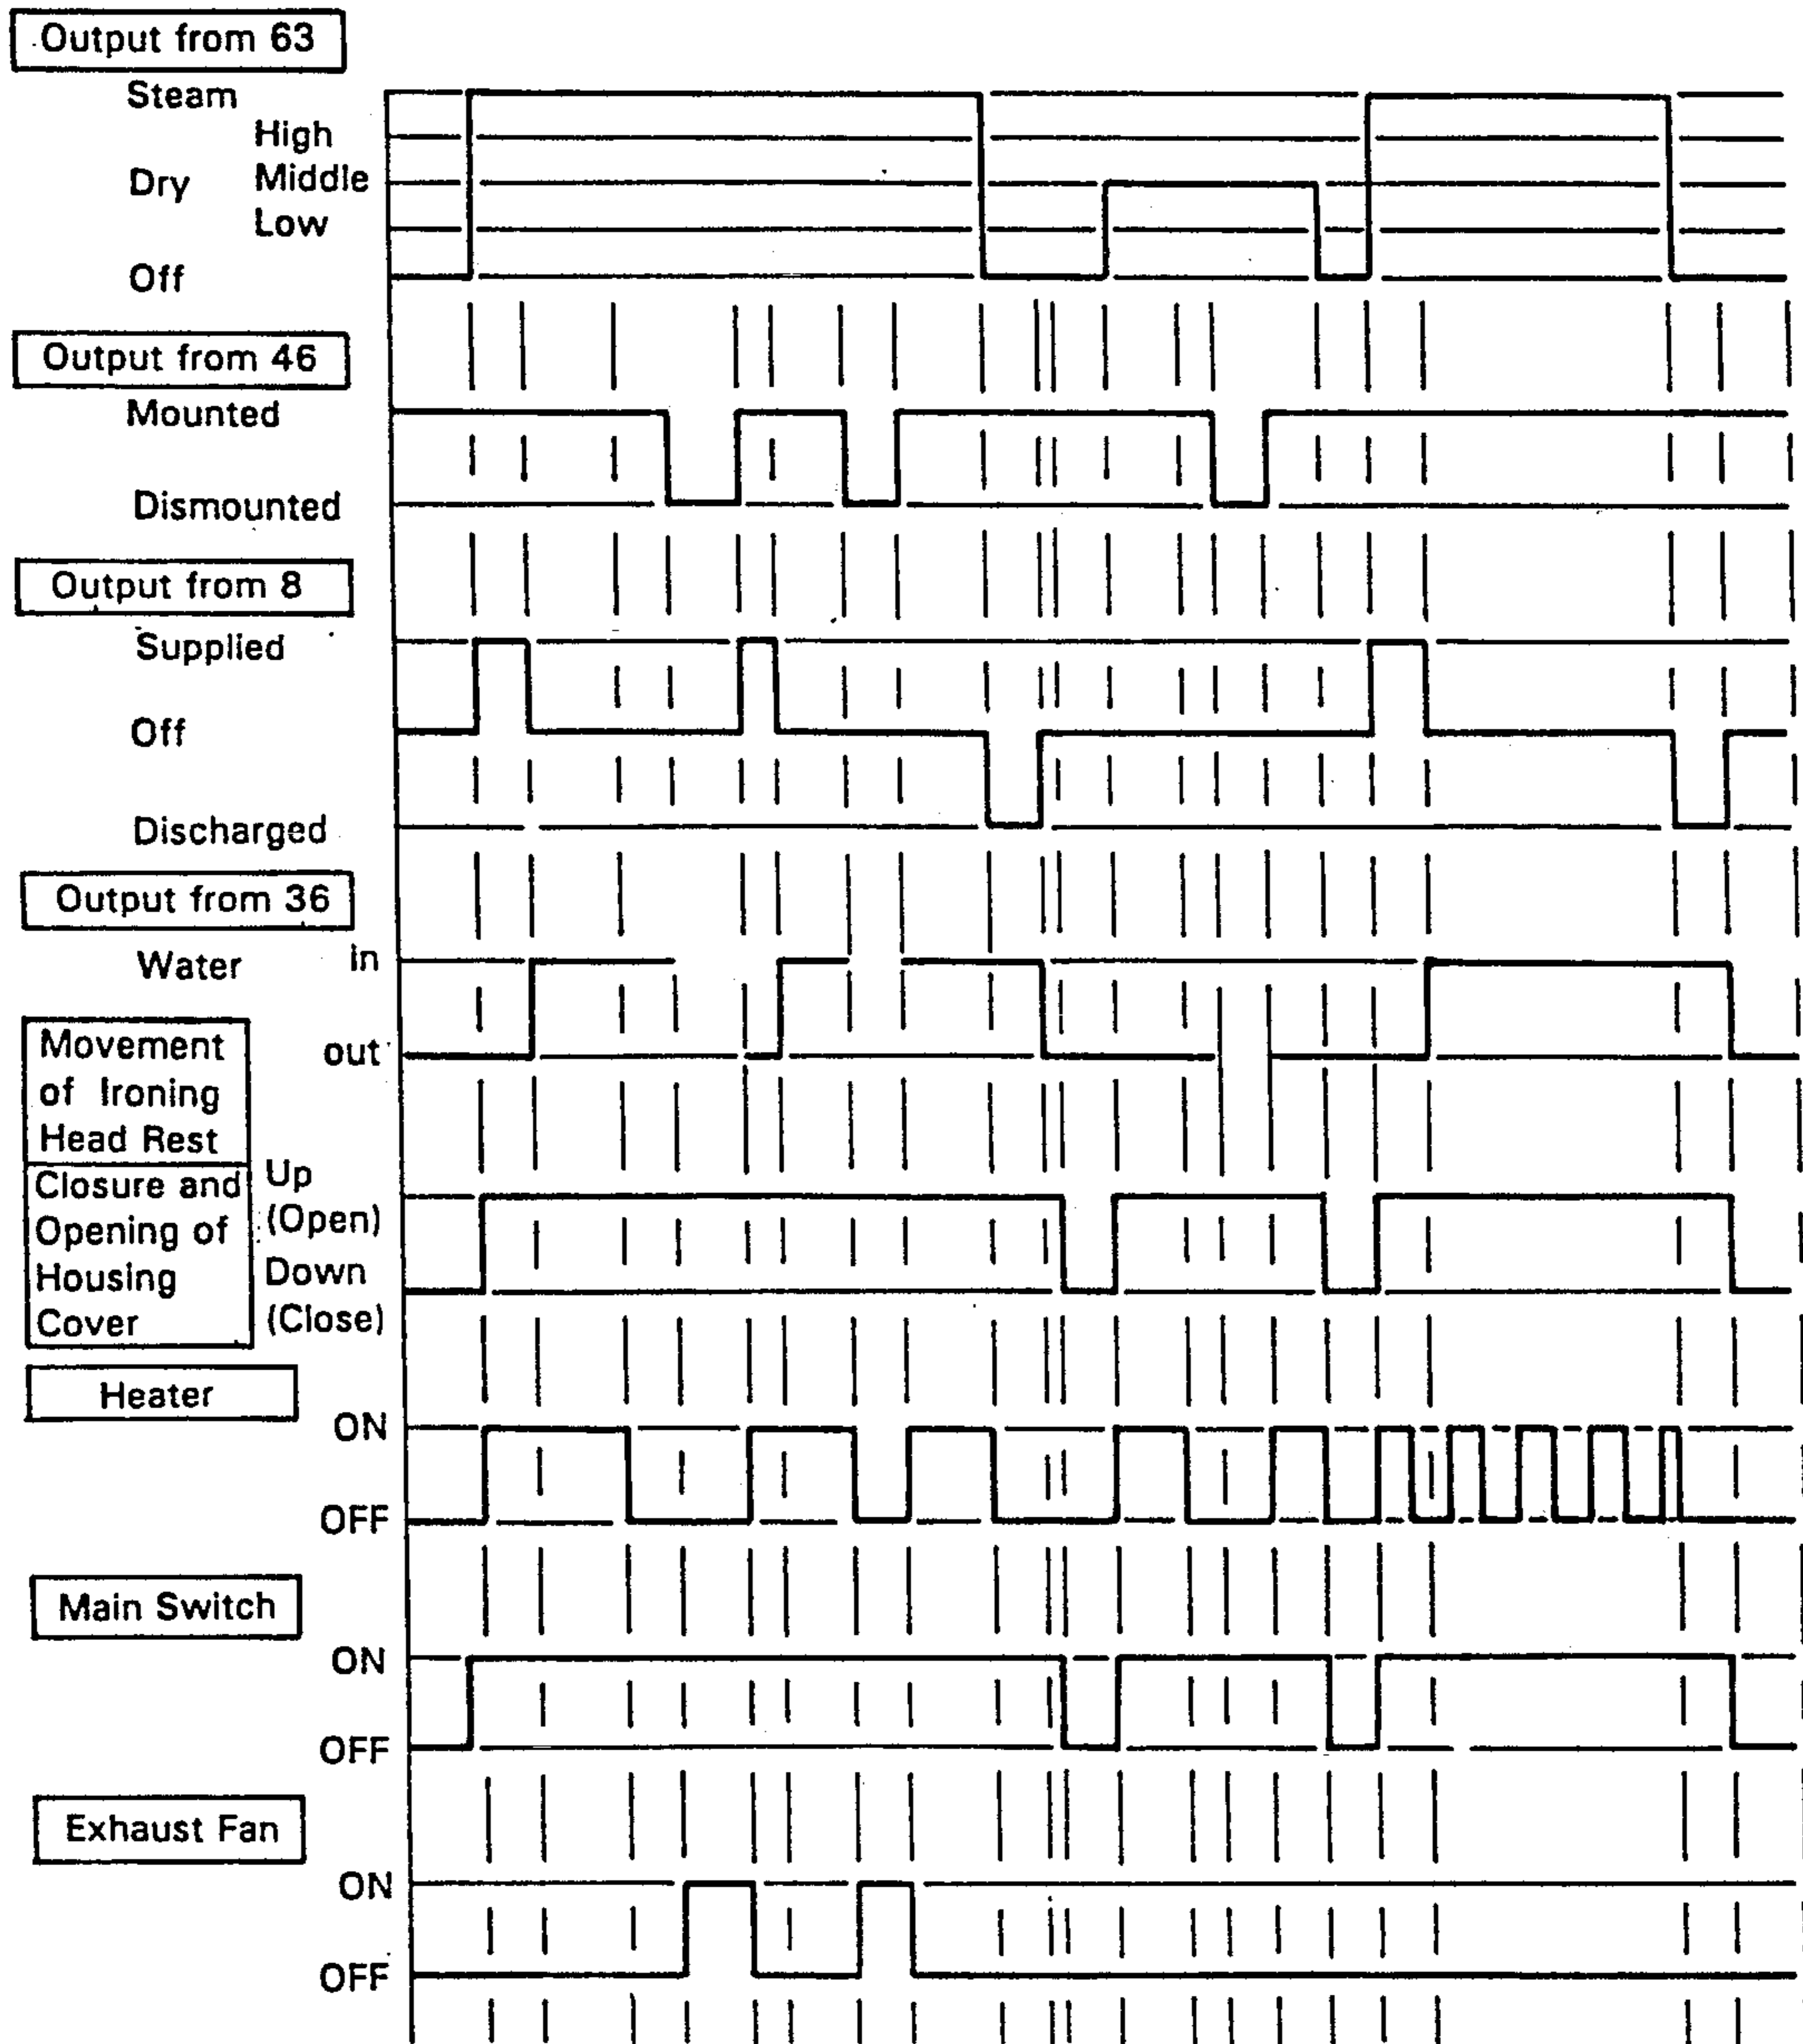 Output from 63
Steam
High
Dry Middle
Low
Off
Output from 46
Mounted
Dismounted
Output from 8
Supplied
Off
Discharged
Output from 36
Water in
out
Movement
of Ironing
Head Rest
Closure and
Opening of
Housing
Cover
Up
(Open)
Down
(Close)
Heater
ON
OFF
Main Switch
ON
OFF
Exhaust Fan
ON
OFF